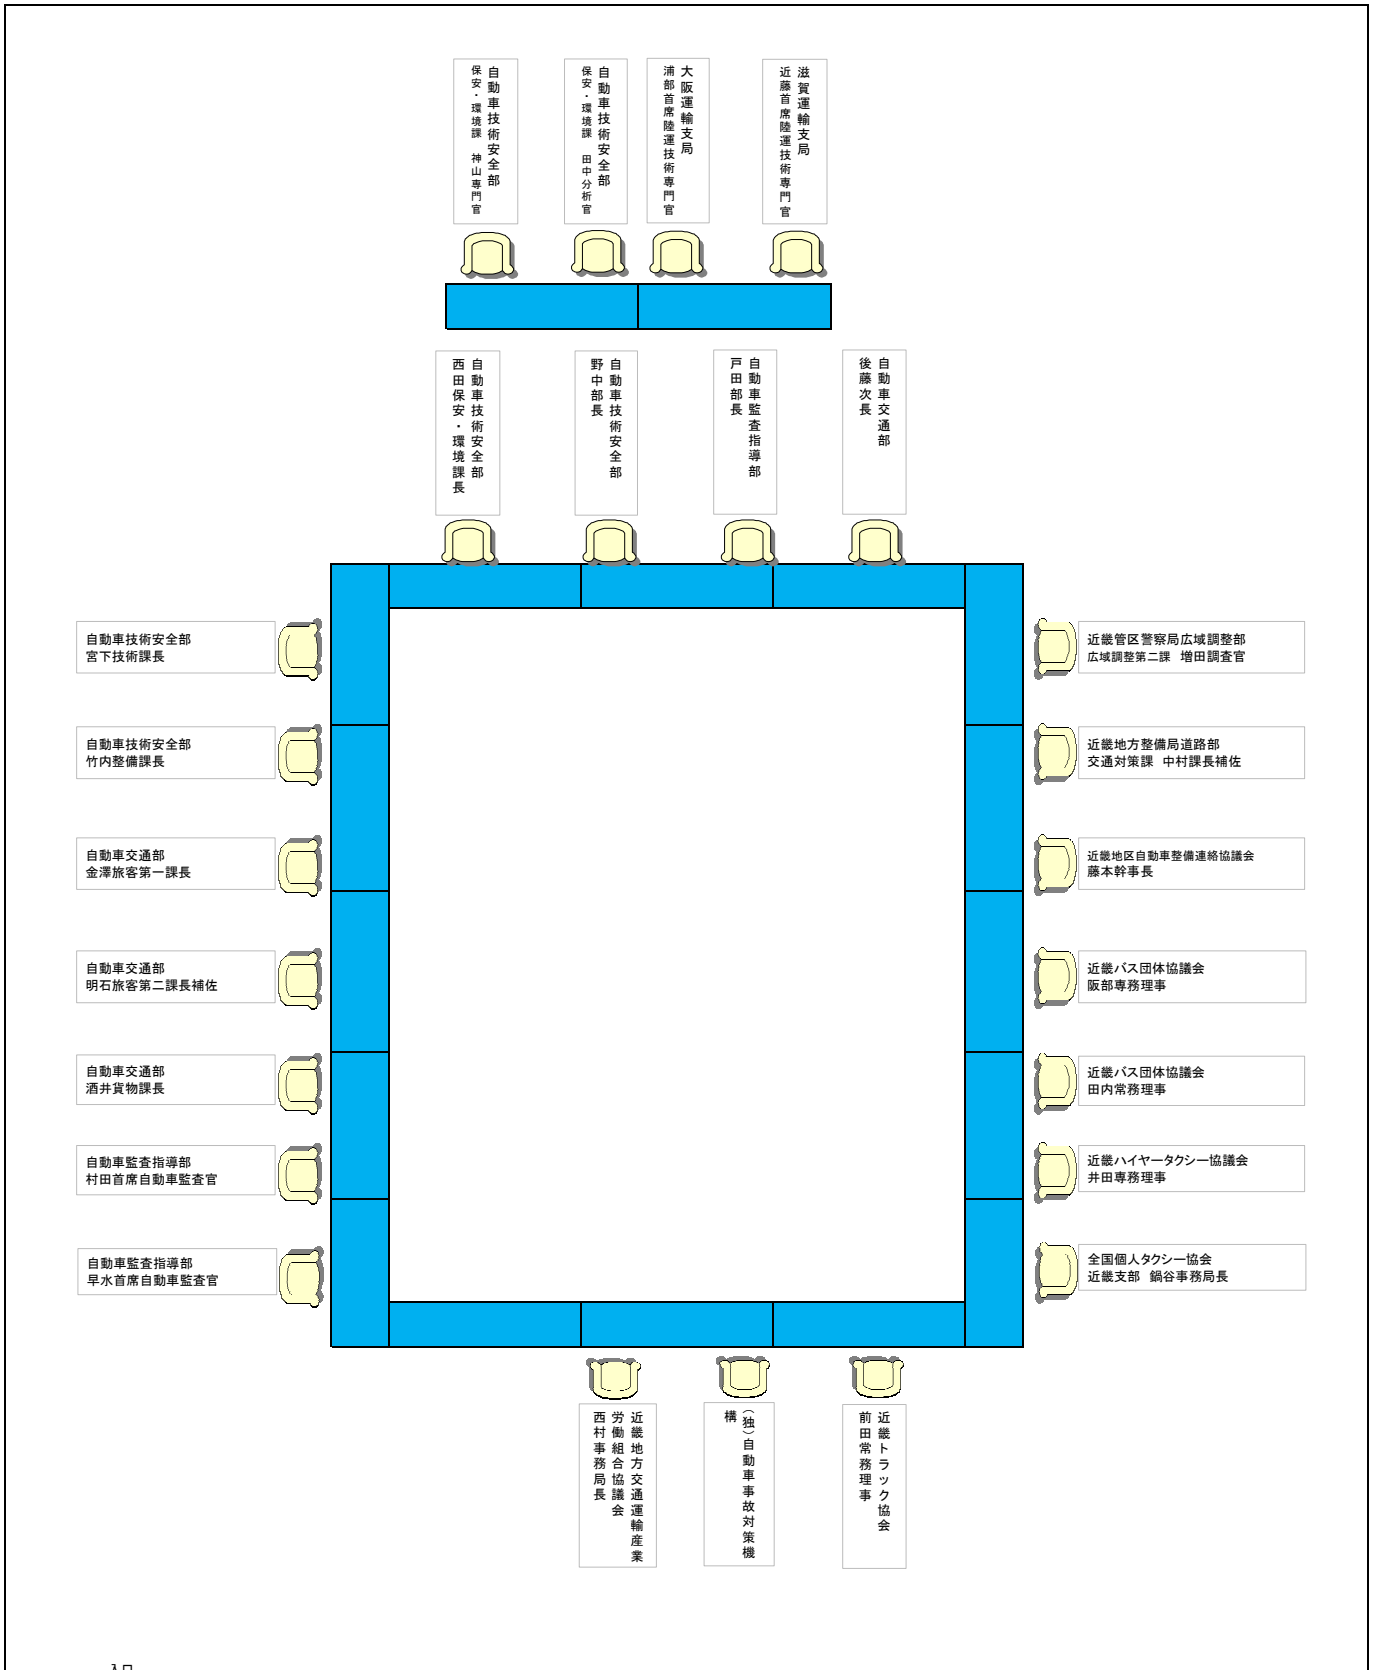 自動車技術安全部
保安・環境課　神山専門官
自動車技術安全部
保安・環境課　田中分析官
大阪運輸支局
浦部首席陸運技術専門官
滋賀運輸支局
近藤首席陸運技術専門官
自動車技術安全部
西田保安・環境課長
自動車技術安全部
野中部長
自動車監査指導部
戸田部長
自動車交通部
後藤次長
自動車技術安全部
宮下技術課長
自動車技術安全部
竹内整備課長
自動車交通部
金澤旅客第一課長
自動車交通部
明石旅客第二課長補佐
自動車交通部
酒井貨物課長
自動車監査指導部
村田首席自動車監査官
自動車監査指導部
早水首席自動車監査官
近畿管区警察局広域調整部
広域調整第二課　増田調査官
近畿地方整備局道路部
交通対策課　中村課長補佐
近畿地区自動車整備連絡協議会
藤本幹事長
近畿バス団体協議会
阪部専務理事
近畿バス団体協議会
田内常務理事
近畿ハイヤータクシー協議会
井田専務理事
全国個人タクシー協会
近畿支部　鍋谷事務局長
近畿地方交通運輸産業
労働組合協議会
西村事務局長
（独）自動車事故対策機
構
近畿トラック協会
前田常務理事